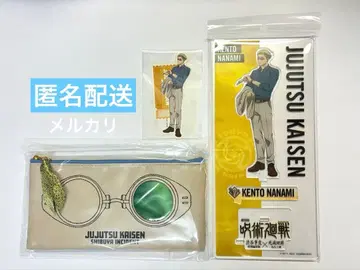 匿名配送
メルカリ
KENTO
NANAMI
JUJUTSU KAISEN
KENTO NANAMI
呪術廻戦
JUJUTSU KAISEN
SHIBUYA INCIDENT